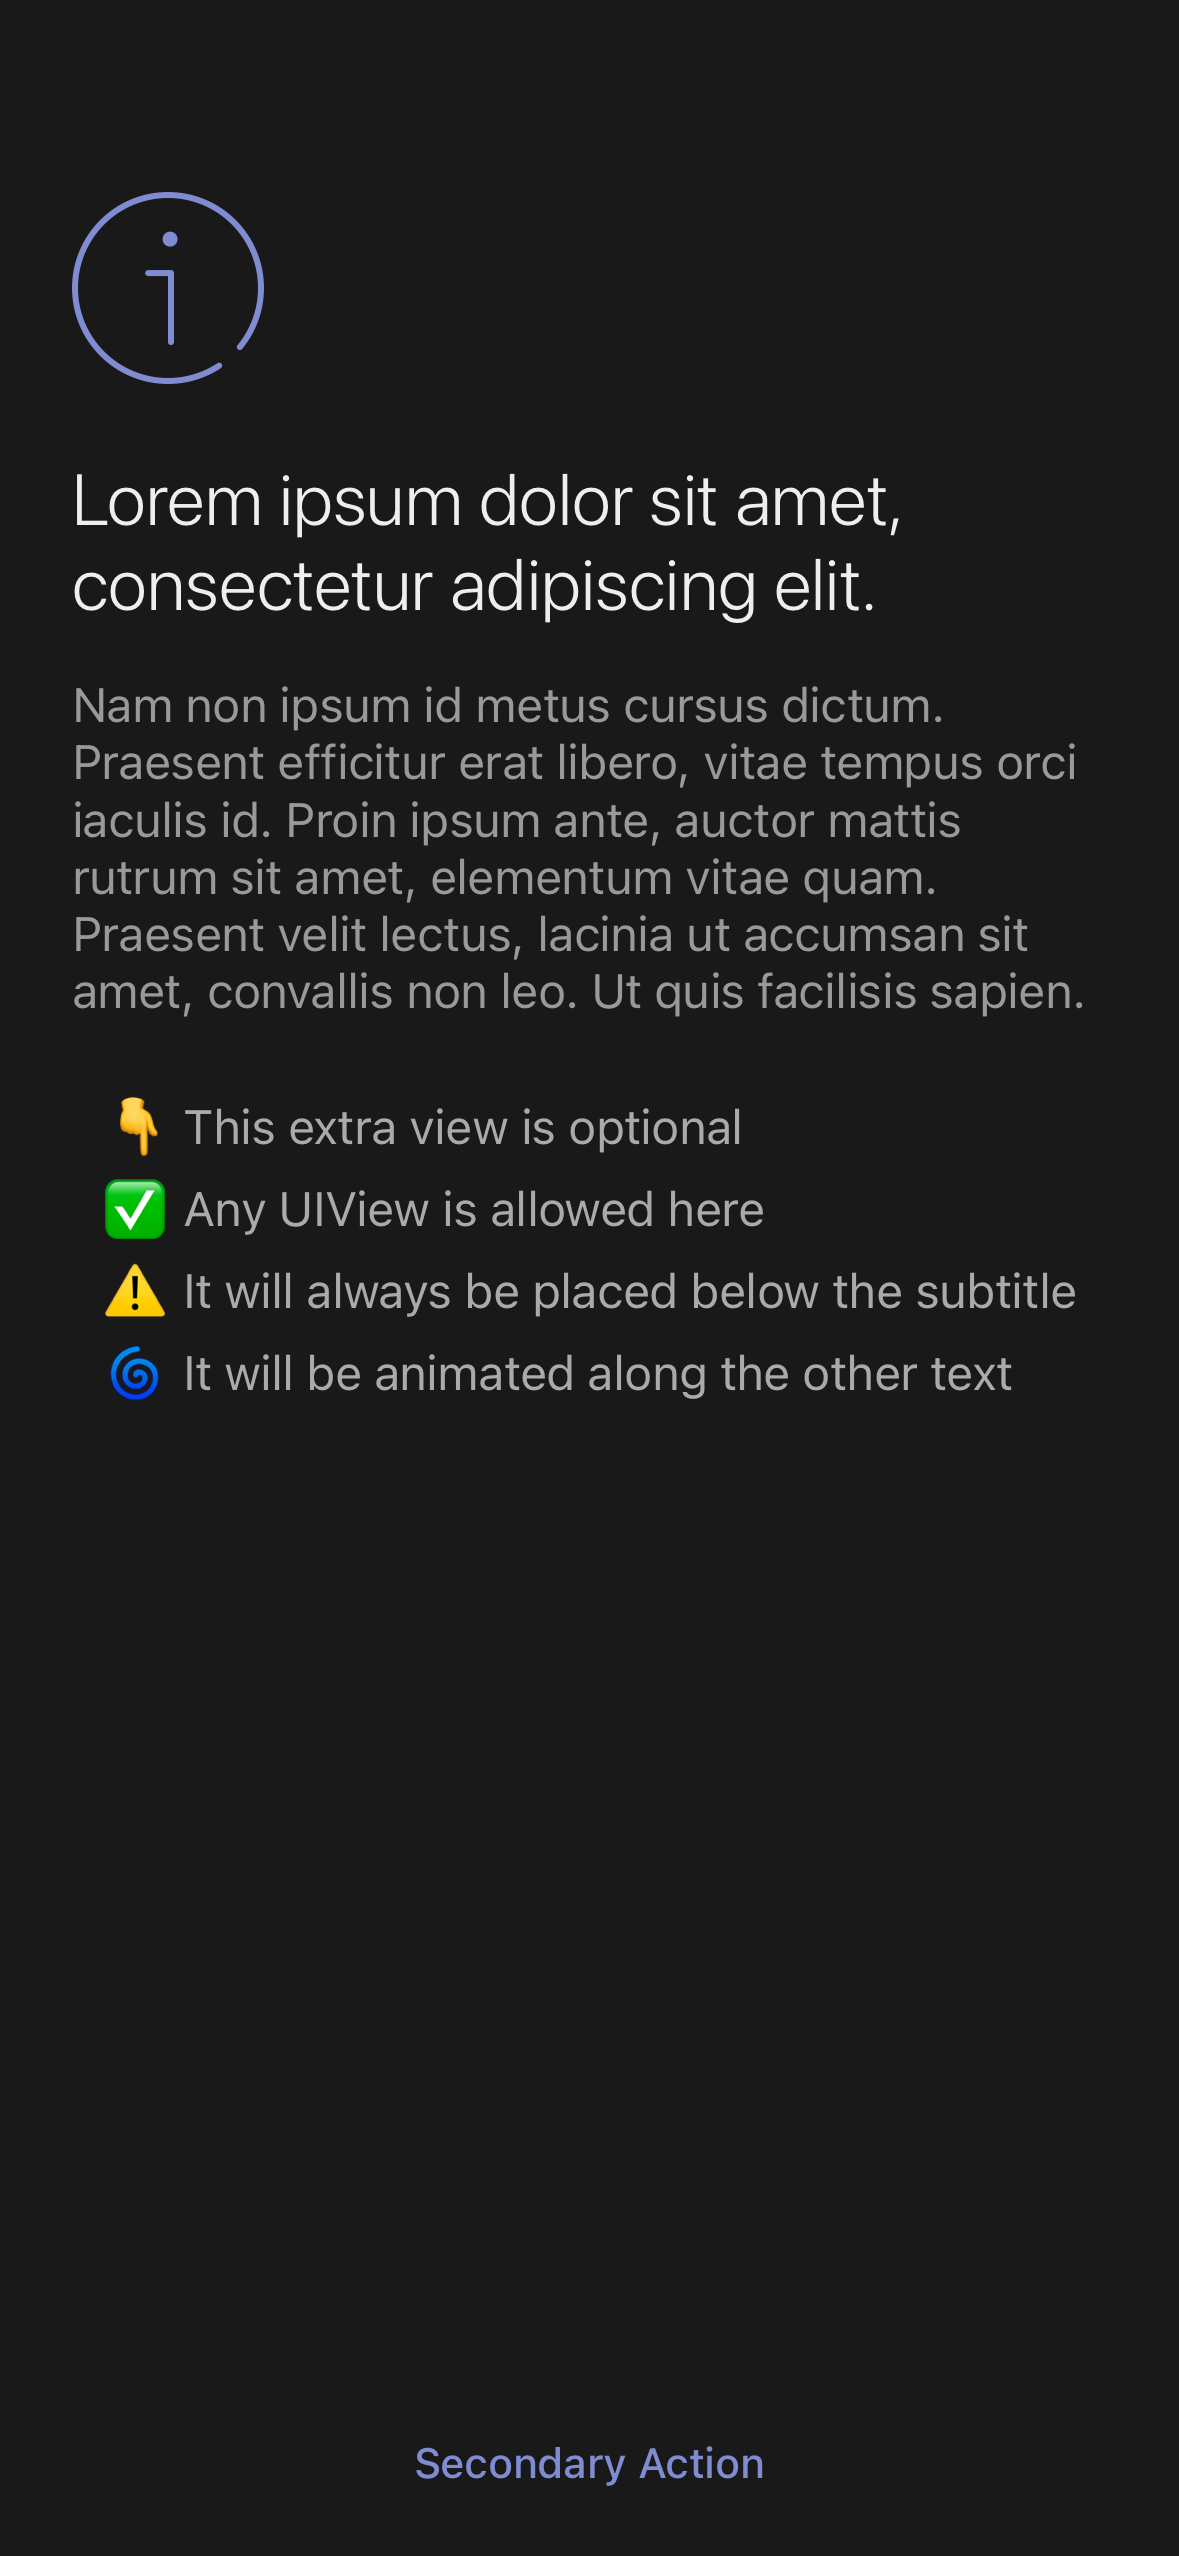 Lorem ipsum dolor sit amet,
consectetur adipiscing elit.
Nam non ipsum id metus cursus dictum.
Praesent efficitur erat libero, vitae tempus orci
iaculis id. Proin ipsum ante, auctor mattis
rutrum sit amet, elementum vitae quam.
Praesent velit lectus, lacinia ut accumsan sit
amet, convallis non leo. Ut quis facilisis sapien.
👇 This extra view is optional
✅ Any UIView is allowed here
⚠️ It will always be placed below the subtitle
🌀 It will be animated along the other text
Secondary Action